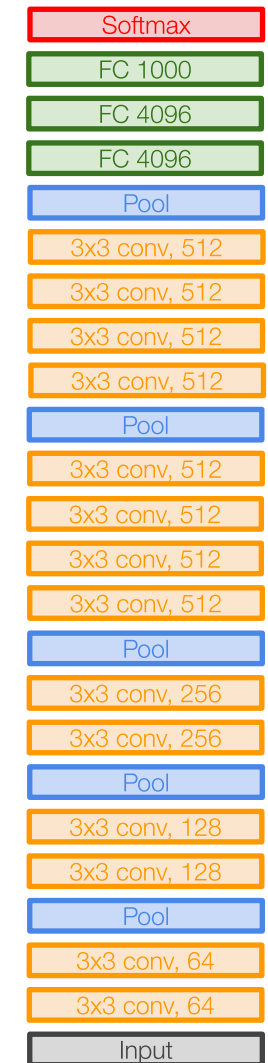 Softmax
FC 1000
FC 4096
FC 4096
Pool
3x3 conv, 512
3x3 conv, 512
3x3 conv, 512
3x3 conv, 512
Pool
3x3 conv, 512
3x3 conv, 512
3x3 conv, 512
3x3 conv, 512
Pool
3x3 conv, 256
3x3 conv, 256
Pool
3x3 conv, 128
3x3 conv, 128
Pool
3x3 conv, 64
3x3 conv, 64
Input